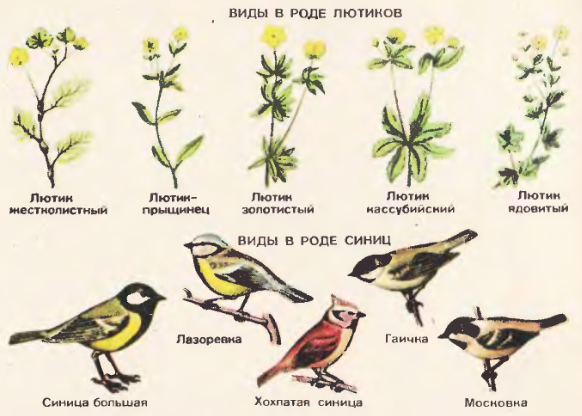 ВИДЫ В РОДЕ ЛЮТИКОВ
Лютик
жестколистный
Лютик-
прыщинец
Лютик
золотистый
Лютик
кассубийский
Лютик
ядовитый
ВИДЫ В РОДЕ СИНИЦ
Лазоревка
Гаичка
Синица большая
Хохлатая синица
Московка